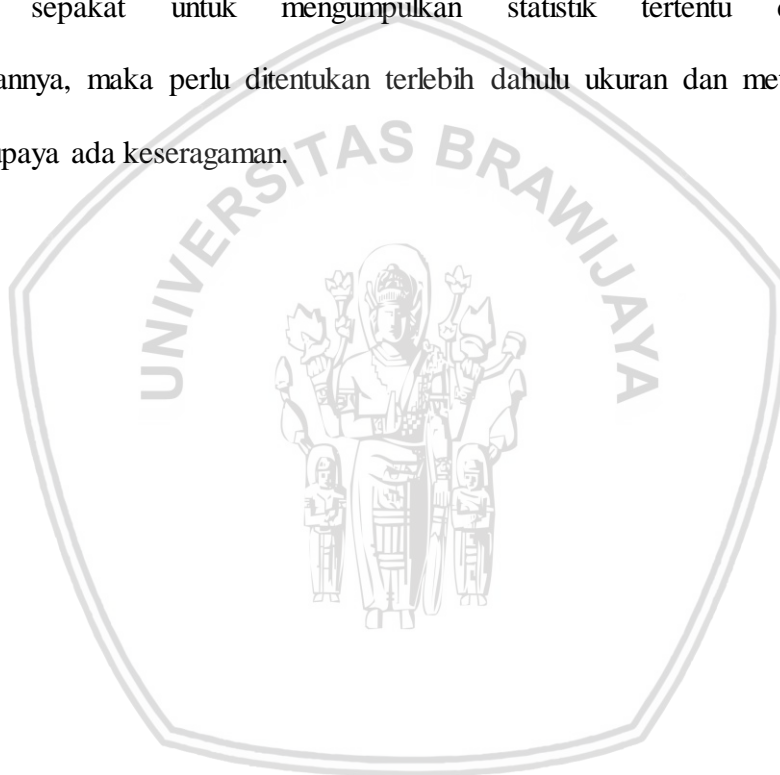 sepakat untuk mengumpulkan statistik tertentu
annya, maka perlu ditentukan terlebih dahulu ukuran dan me
paya ada keseragaman.
UNIVERSITAS BRAWIJAYA